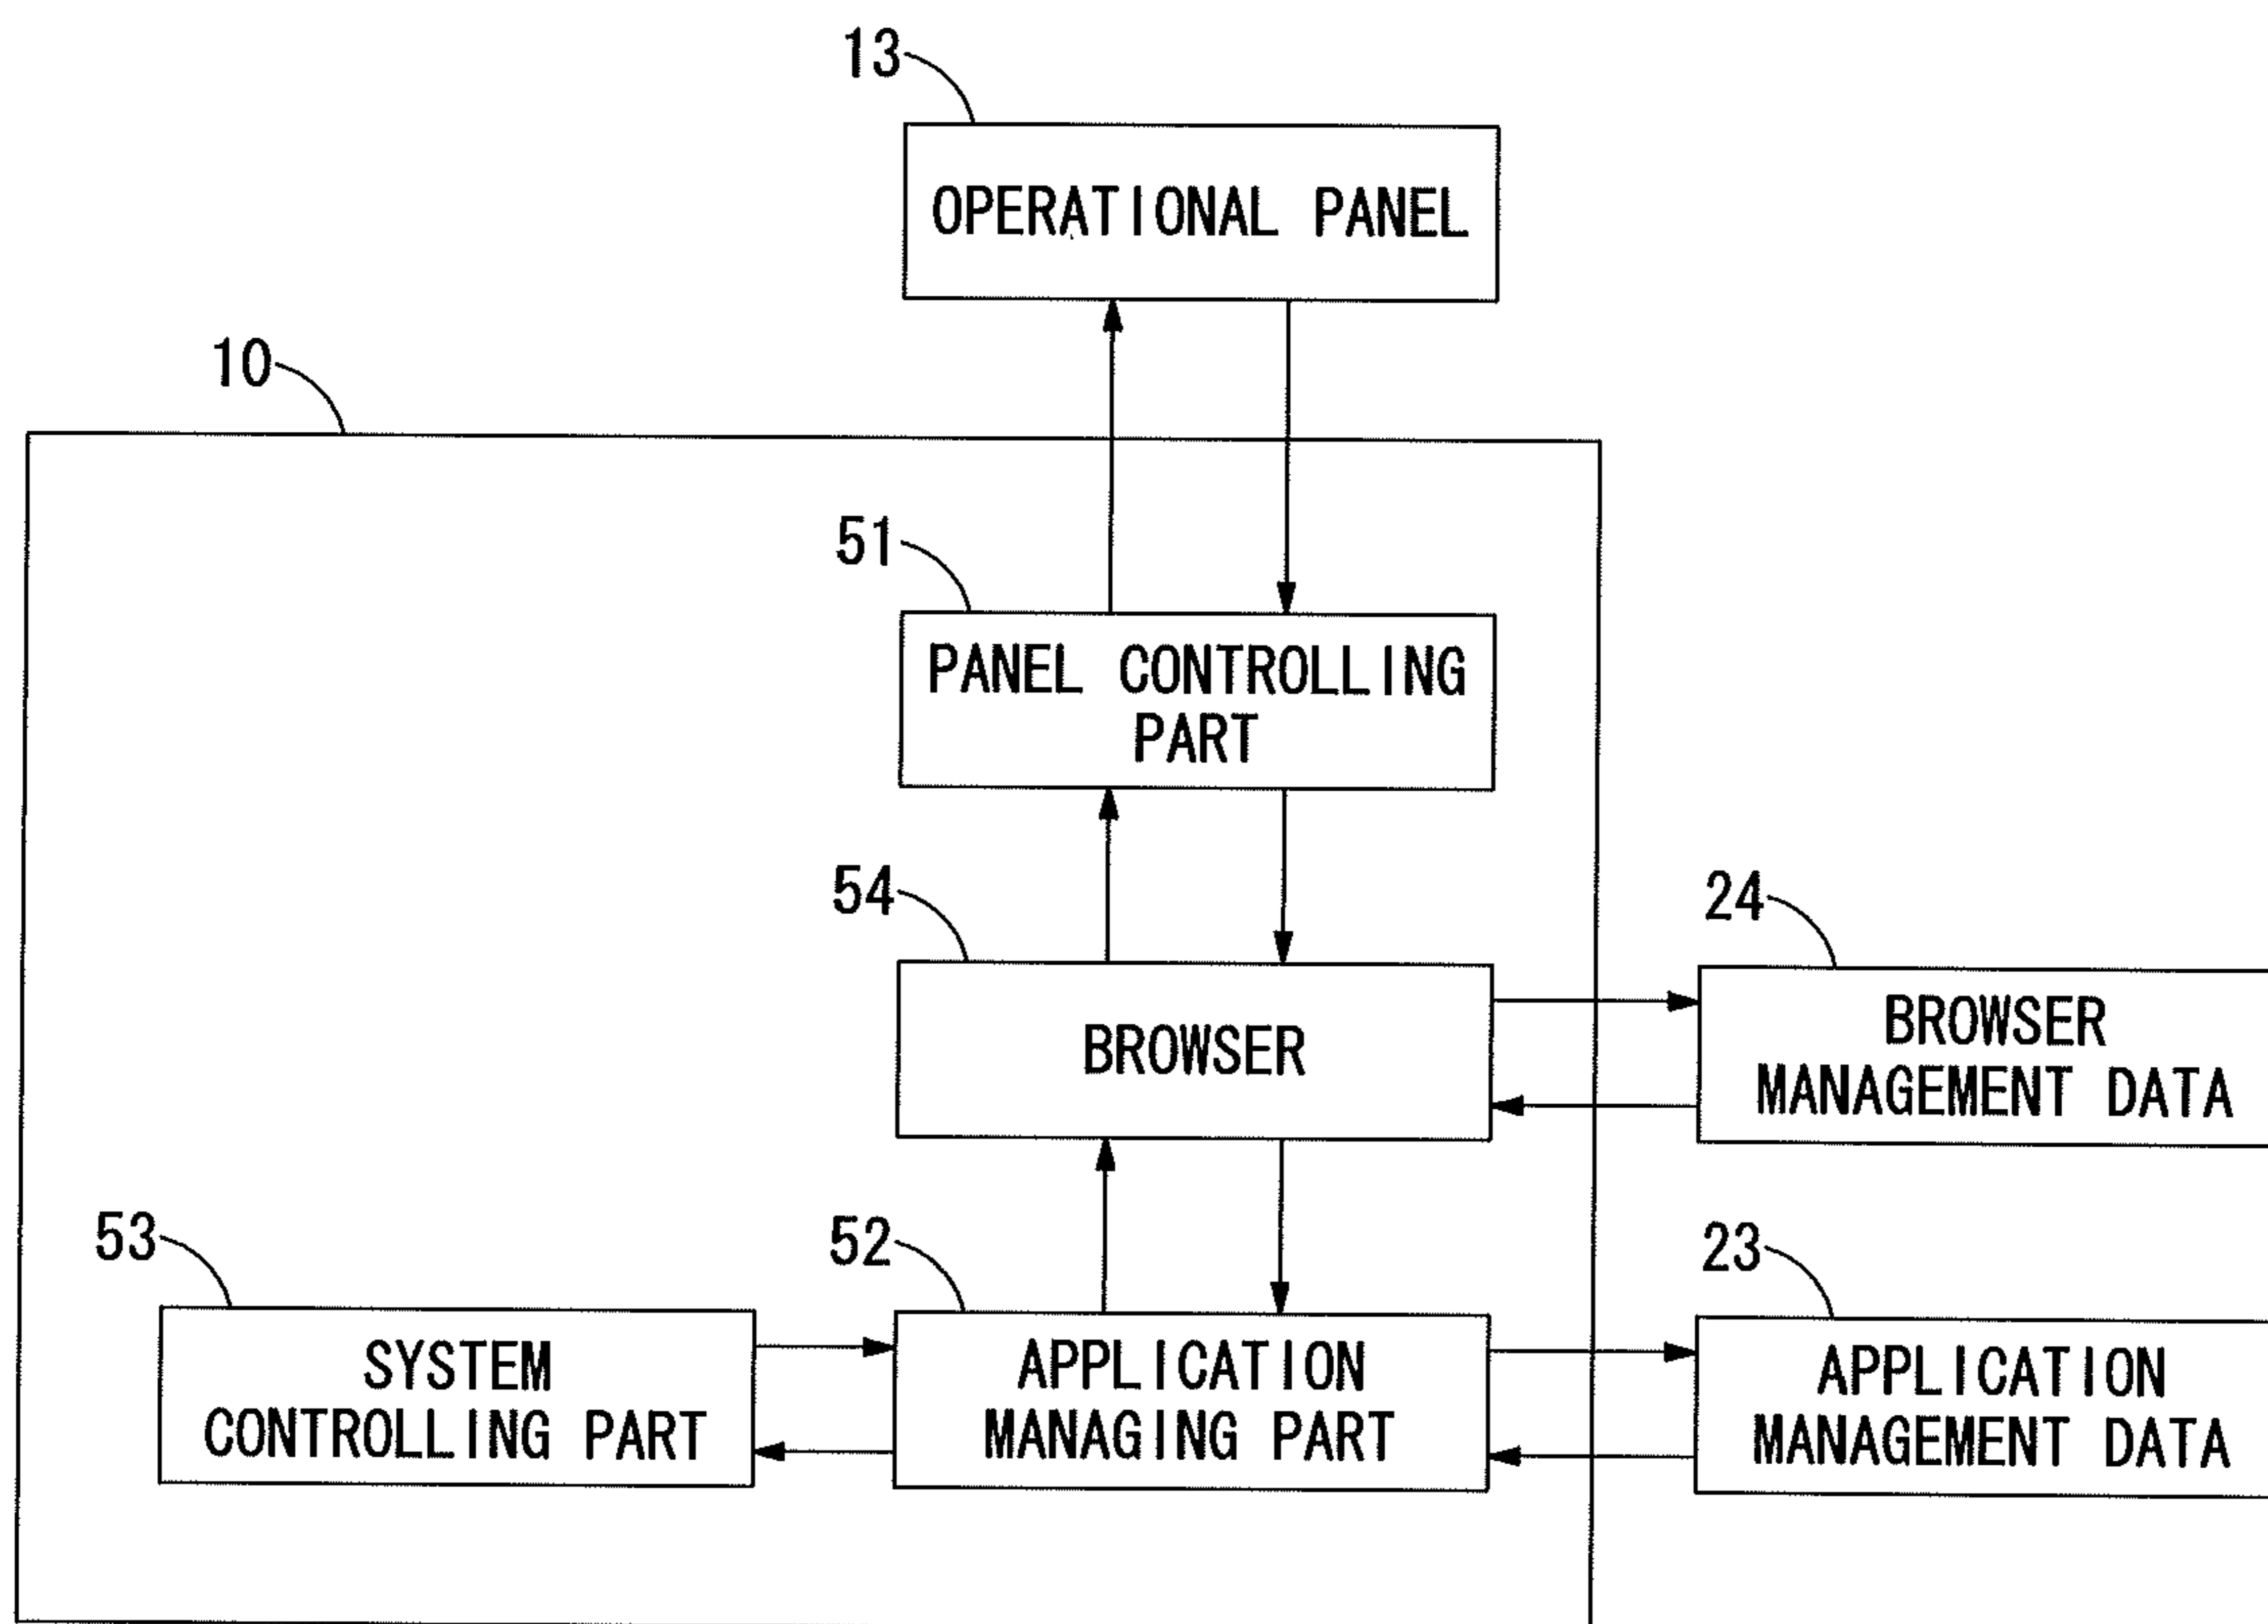 13
OPERATIONAL PANEL
10
51
PANEL CONTROLLING
PART
54
BROWSER
24
BROWSER
MANAGEMENT DATA
53
SYSTEM
CONTROLLING PART
52
APPLICATION
MANAGING PART
23
APPLICATION
MANAGEMENT DATA